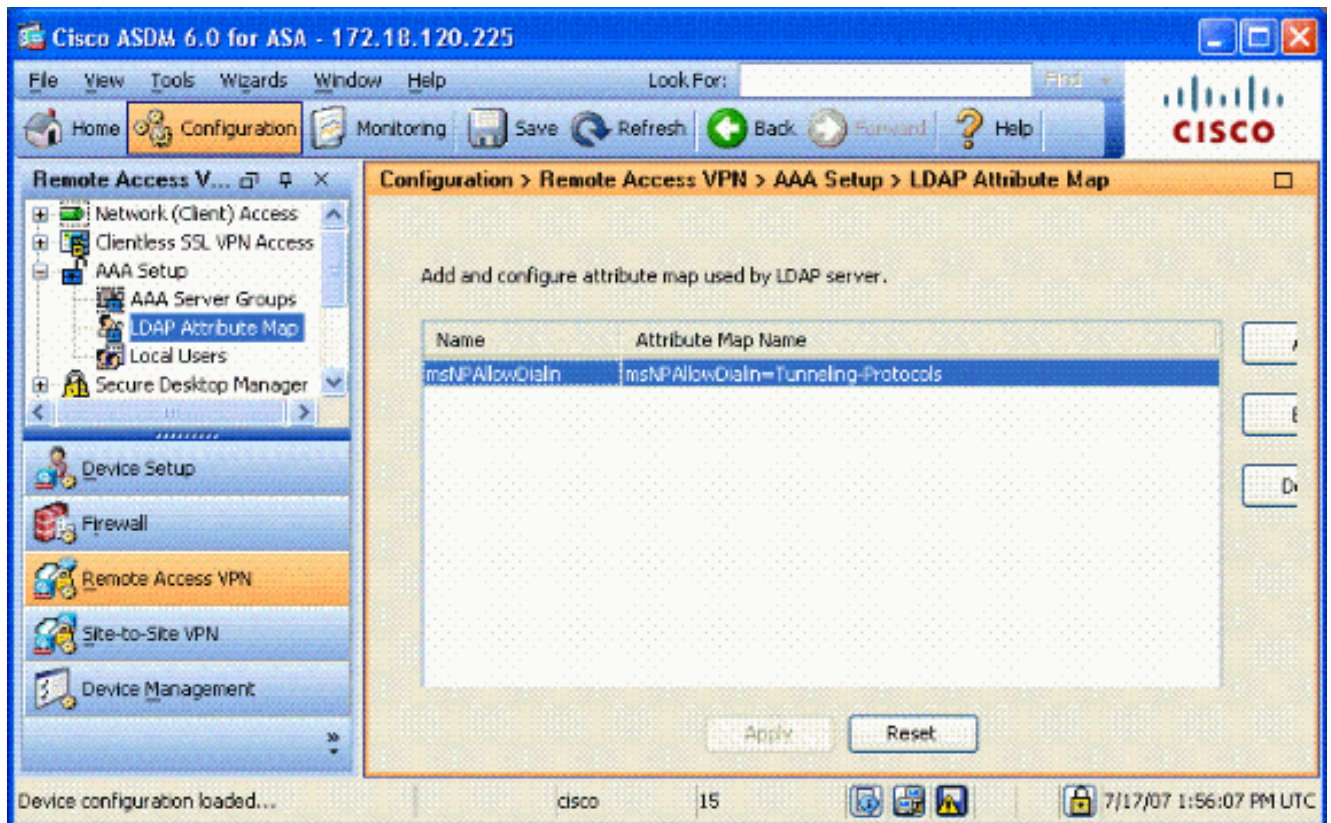 Cisco ASDM 6.0 for ASA - 172.18.120.225
File View Tools Wizards Window Help Look For: Find
Home Configuration Monitoring Save Refresh Back Forward Help
CISCO
Remote Access V...
Network (Client) Access
Clientless SSL VPN Access
AAA Setup
AAA Server Groups
LDAP Attribute Map
Local Users
Secure Desktop Manager
Device Setup
Firewall
Remote Access VPN
Site-to-Site VPN
Device Management
»
Configuration > Remote Access VPN > AAA Setup > LDAP Attribute Map
Add and configure attribute map used by LDAP server.
Name Attribute Map Name
msNPAllowDialin msNPAllowDialin=Tunneling-Protocols
Apply Reset
Device configuration loaded... cisco 15 7/17/07 1:56:07 PM UTC